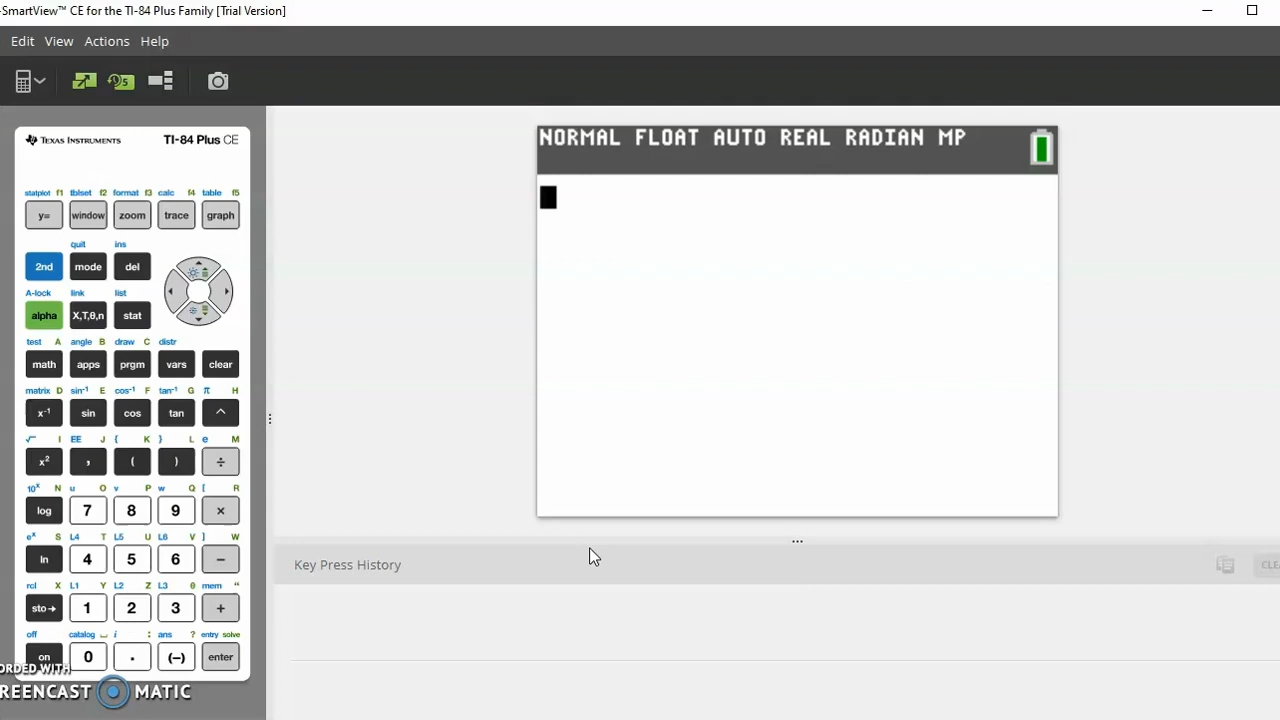 -SmartView™ CE for the TI-84 Plus Family [Trial Version]
Edit View Actions Help
5
TEXAS INSTRUMENTS TI-84 Plus CE
statplot f1 tblset f2 format f3 calc f4 table f5
y= window zoom trace graph
quit ins
2nd mode del
A-lock link list
alpha X,T,θ,n stat
test A angle B draw C distr
math apps prgm vars clear
matrix D sin⁻¹ E cos⁻¹ F tan⁻¹ G π H
x⁻¹ sin cos tan ^
√‾ I EE J { K } L e M
x² , ( ) ÷
10ˣ N u O v P w Q [ R
log 7 8 9 ×
eˣ S L4 T L5 U L6 V ] W
ln 4 5 6 −
rcl X L1 Y L2 Z L3 θ mem "
sto→ 1 2 3 +
off catalog ⎵ i : ans ? entry solve
on 0 . (−) enter
ORDED WITH
REENCAST MATIC
NORMAL FLOAT AUTO REAL RADIAN MP
Key Press History
CLEA